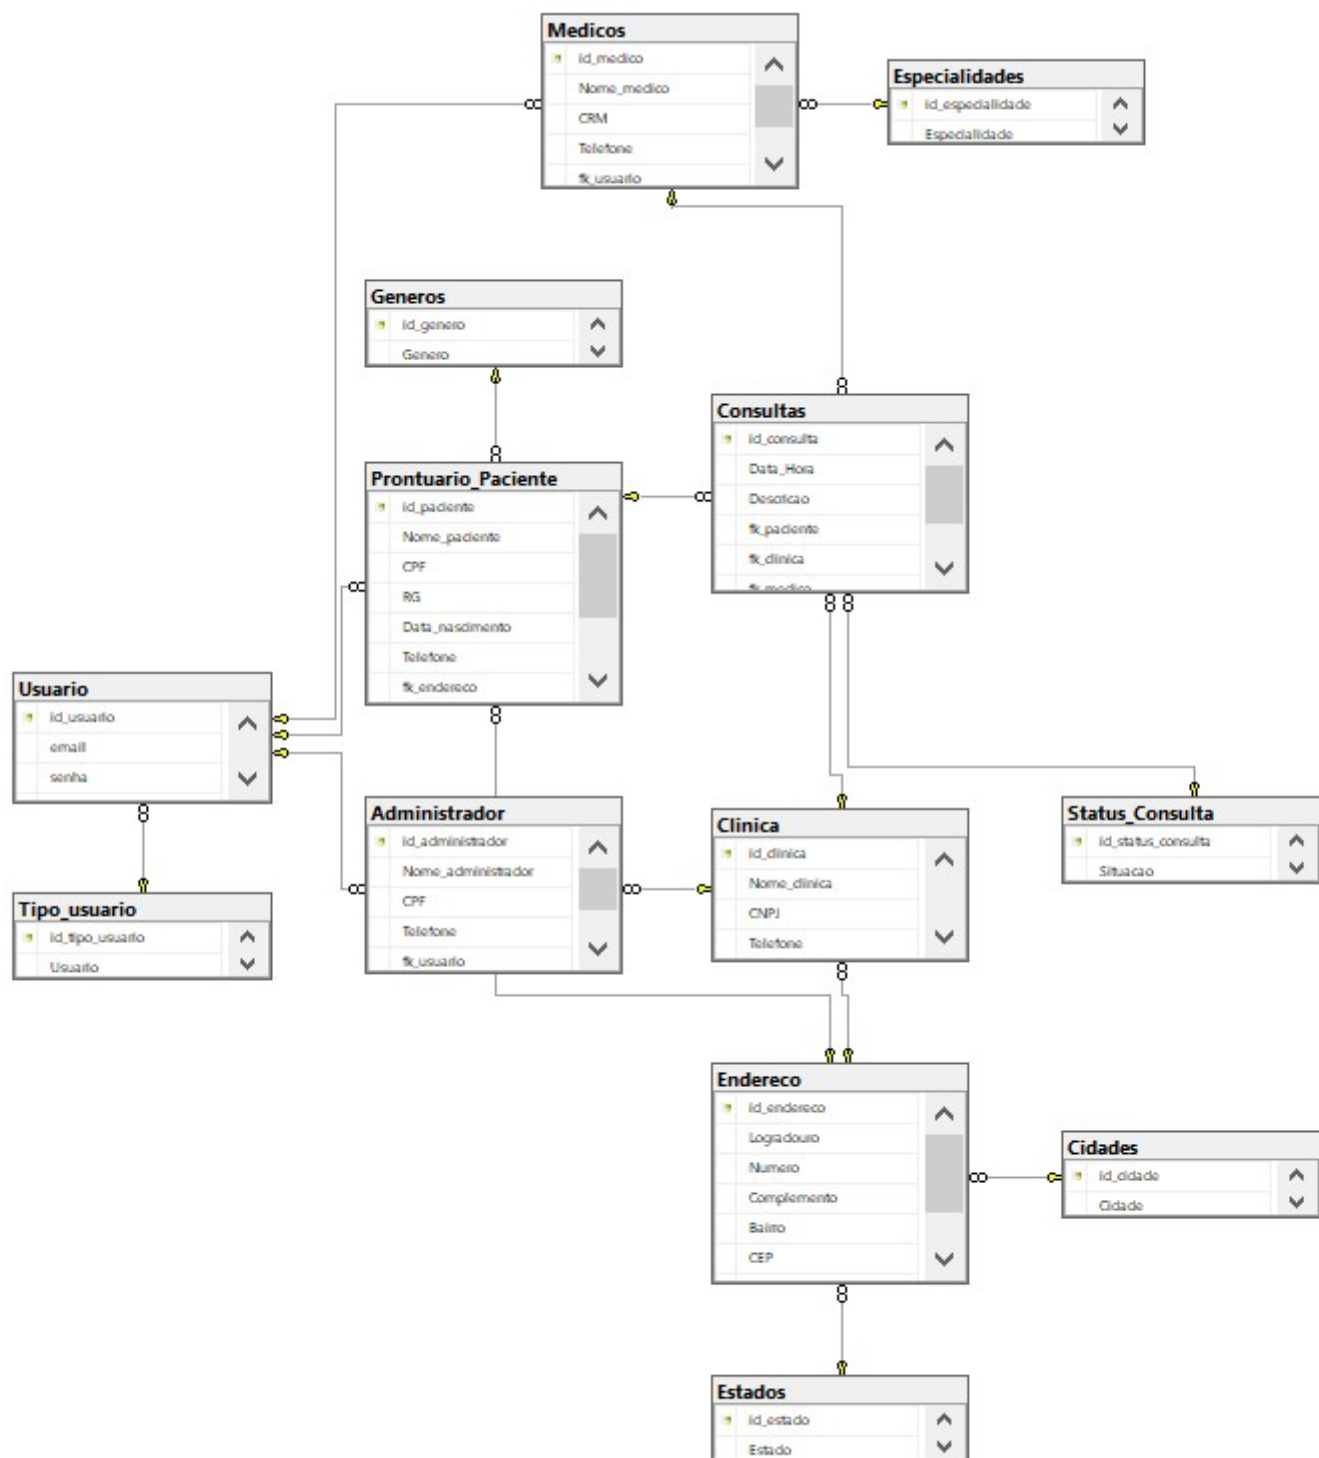 Medicos
id_medico
Nome_medico
CRM
Telefone
fk_usuario
Especialidades
id_especialidade
Especialidade
Generos
id_genero
Genero
Consultas
id_consulta
Data_Hora
Descricao
fk_paciente
fk_clinica
fk_medico
Prontuario_Paciente
id_paciente
Nome_paciente
CPF
RG
Data_nascimento
Telefone
fk_endereco
Usuario
id_usuario
email
senha
Administrador
id_administrador
Nome_administrador
CPF
Telefone
fk_usuario
Clinica
id_clinica
Nome_clinica
CNPJ
Telefone
Status_Consulta
id_status_consulta
Situacao
Tipo_usuario
id_tipo_usuario
Usuario
Endereco
id_endereco
Logradouro
Numero
Complemento
Bairro
CEP
Cidades
id_cidade
Cidade
Estados
id_estado
Estado